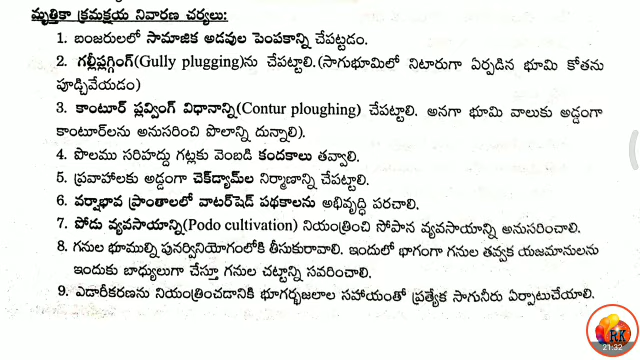 మృత్తికా క్రమక్షయ నివారణ చర్యలు:
1. బంజరులలో సామాజిక అడవుల పెంపకాన్ని చేపట్టడం.
2. గల్లీప్లగ్గింగ్(Gully plugging)ను చేపట్టాలి.(సాగుభూమిలో నిటారుగా ఏర్పడిన భూమి కోతను
పూడ్చివేయడం)
3. కాంటూర్ ప్లవ్వింగ్ విధానాన్ని(Contur ploughing) చేపట్టాలి. అనగా భూమి వాలుకు అడ్డంగా
కాంటూర్‌లను అనుసరించి పొలాన్ని దున్నాలి).
4. పొలము సరిహద్దు గట్లకు వెంబడి కందకాలు తవ్వాలి.
5. ప్రవాహాలకు అడ్డంగా చెక్‌డ్యామ్‌ల నిర్మాణాన్ని చేపట్టాలి.
6. వర్షాభావ ప్రాంతాలలో వాటర్‌షెడ్ పథకాలను అభివృద్ధి పరచాలి.
7. పోడు వ్యవసాయాన్ని(Podo cultivation) నియంత్రించి సోపాన వ్యవసాయాన్ని అనుసరించాలి.
8. గనుల భూముల్ని పునర్వినియోగంలోకి తీసుకురావాలి. ఇందులో భాగంగా గనుల తవ్వక యజమానులను
ఇందుకు బాధ్యులుగా చేస్తూ గనుల చట్టాన్ని సవరించాలి.
9. ఎడారీకరణను నియంత్రించడానికి భూగర్భజలాల సహాయంతో ప్రత్యేక సాగునీరు ఏర్పాటుచేయాలి.
RK
21:32